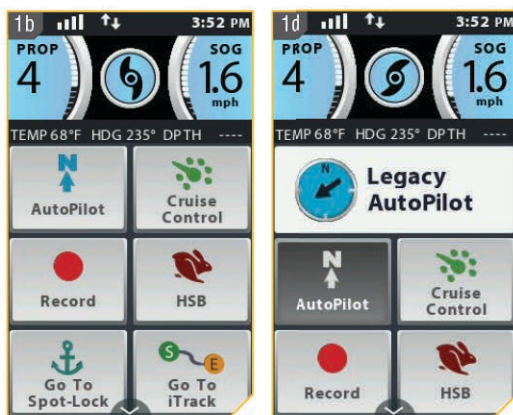 1b
3:52 PM
PROP
4
SOG
1.6
mph
TEMP 68°F HDG 235° DPTH ----
AutoPilot
Cruise
Control
Record
HSB
Go To
Spot-Lock
S
E
Go To
iTrack
1d
3:52 PM
PROP
4
SOG
1.6
mph
TEMP 68°F HDG 235° DPTH ----
N
Legacy
AutoPilot
N
AutoPilot
Cruise
Control
Record
HSB